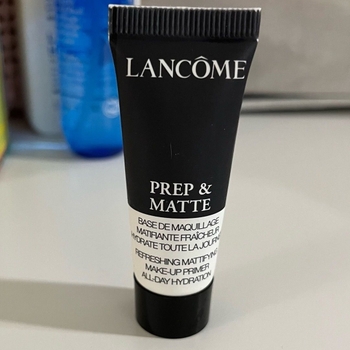 LANCÔME
PREP &
MATTE
BASE DE MAQUILLAGE
MATIFIANTE FRAÎCHEUR
HYDRATE TOUTE LA JOURNÉE
REFRESHING MATTIFYING
MAKE-UP PRIMER
ALL-DAY HYDRATION